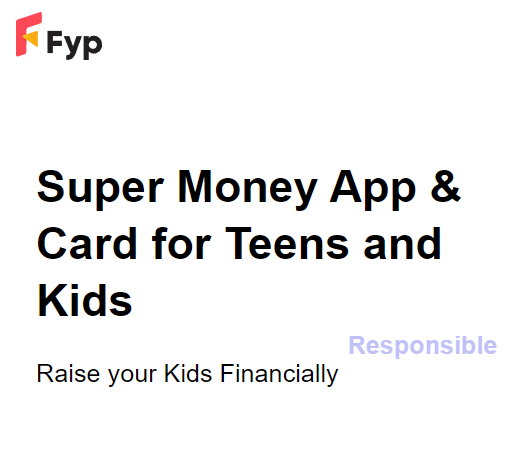 Fyp
Super Money App &
Card for Teens and
Kids
Raise your Kids Financially Responsible